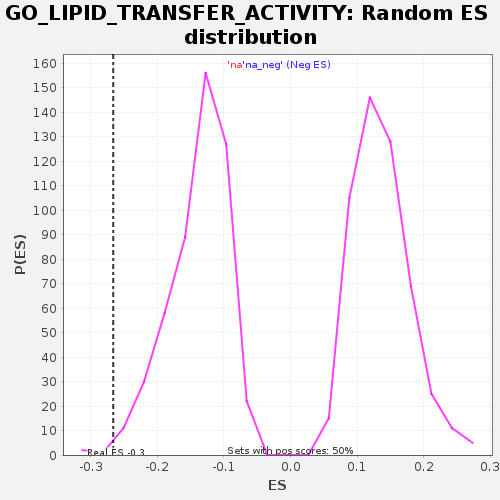 GO_LIPID_TRANSFER_ACTIVITY: Random ES
distribution
'na'na_neg' (Neg ES)
160
150
140
130
120
110
100
90
80
70
60
50
40
30
20
10
0
P(ES)
Real ES -0.3
Sets with pos scores: 50%
-0.3 -0.2 -0.1 0.0 0.1 0.2 0.3
ES